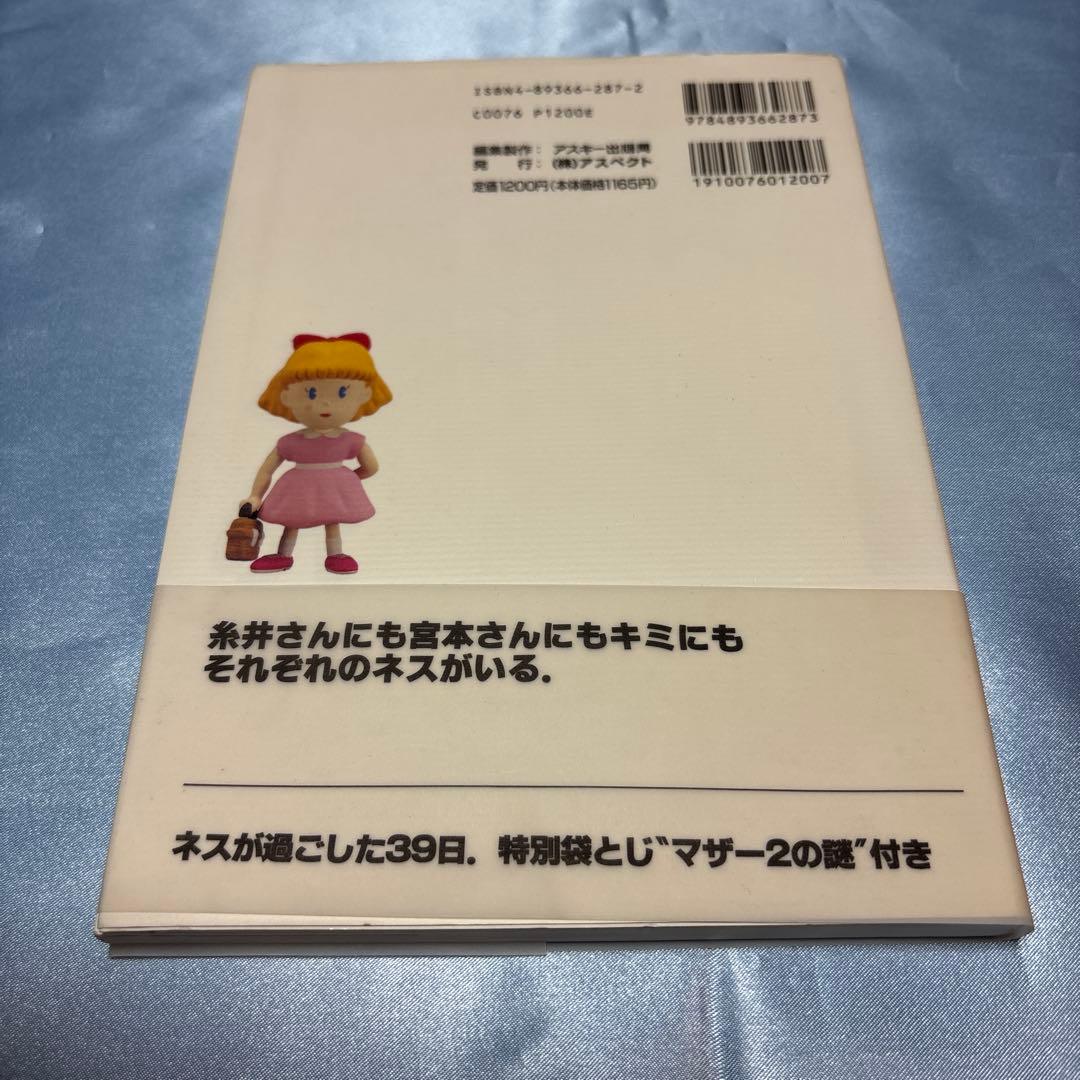 ISBN4-89366-287-2
C0076 P1200E
9784893662873
編集製作：アスキー出版局
発　行：(株)アスペクト
定価1200円(本体価格1165円)
1910076012007
糸井さんにも宮本さんにもキミにも
それぞれのネスがいる．
ネスが過ごした39日．特別袋とじ〝マザー2の謎〞付き